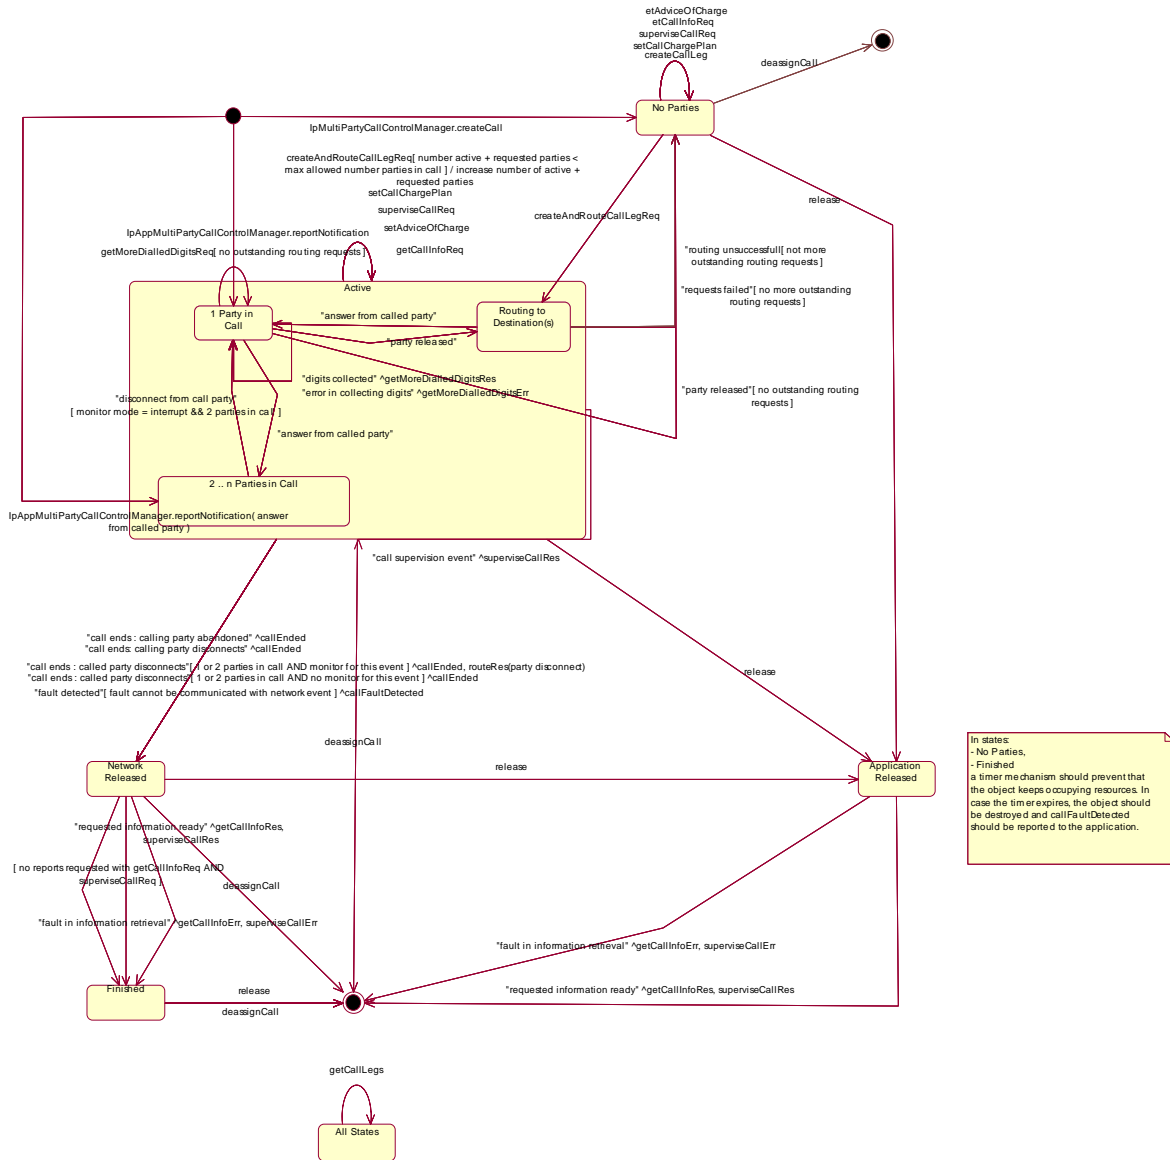 etAdviceOfCharge
etCallInfoReq
superviseCallReq
setCallChargePlan
createCallLeg
deassignCall
No Parties
IpMultiPartyCallControlManager.createCall
createAndRouteCallLegReq[ number active + requested parties <
max allowed number parties in call ] / increase number of active +
requested parties
setCallChargePlan
superviseCallReq
setAdviceOfCharge
getCallInfoReq
createAndRouteCallLegReq
release
IpAppMultiPartyCallControlManager.reportNotification
getMoreDialledDigitsReq[ no outstanding routing requests ]
"routing unsuccessfull[ not more
outstanding routing requests ]
"requests failed"[ no more outstanding
routing requests ]
Active
1 Party in
Call
Routing to
Destination(s)
"answer from called party"
"party released"
"digits collected" ^getMoreDialledDigitsRes
"error in collecting digits" ^getMoreDialledDigitsErr
"party released"[ no outstanding routing
requests ]
"disconnect from call party"
[ monitor mode = interrupt && 2 parties in call ]
"answer from called party"
2 .. n Parties in Call
IpAppMultiPartyCallControlManager.reportNotification( answer
from called party )
"call supervision event" ^superviseCallRes
"call ends : calling party abandoned" ^callEnded
"call ends: calling party disconnects" ^callEnded
"call ends : called party disconnects"[ 1 or 2 parties in call AND monitor for this event ] ^callEnded, routeRes(party disconnect)
"call ends : called party disconnects"[ 1 or 2 parties in call AND no monitor for this event ] ^callEnded
"fault detected"[ fault cannot be communicated with network event ] ^callFaultDetected
release
deassignCall
Network
Released
release
Application
Released
In states:
- No Parties,
- Finished
a timer mechanism should prevent that
the object keeps occupying resources. In
case the timer expires, the object should
be destroyed and callFaultDetected
should be reported to the application.
"requested information ready" ^getCallInfoRes,
superviseCallRes
[ no reports requested with getCallInfoReq AND
superviseCallReq ]
deassignCall
"fault in information retrieval" ^getCallInfoErr, superviseCallErr
"fault in information retrieval" ^getCallInfoErr, superviseCallErr
Finished
release
deassignCall
"requested information ready" ^getCallInfoRes, superviseCallRes
getCallLegs
All States